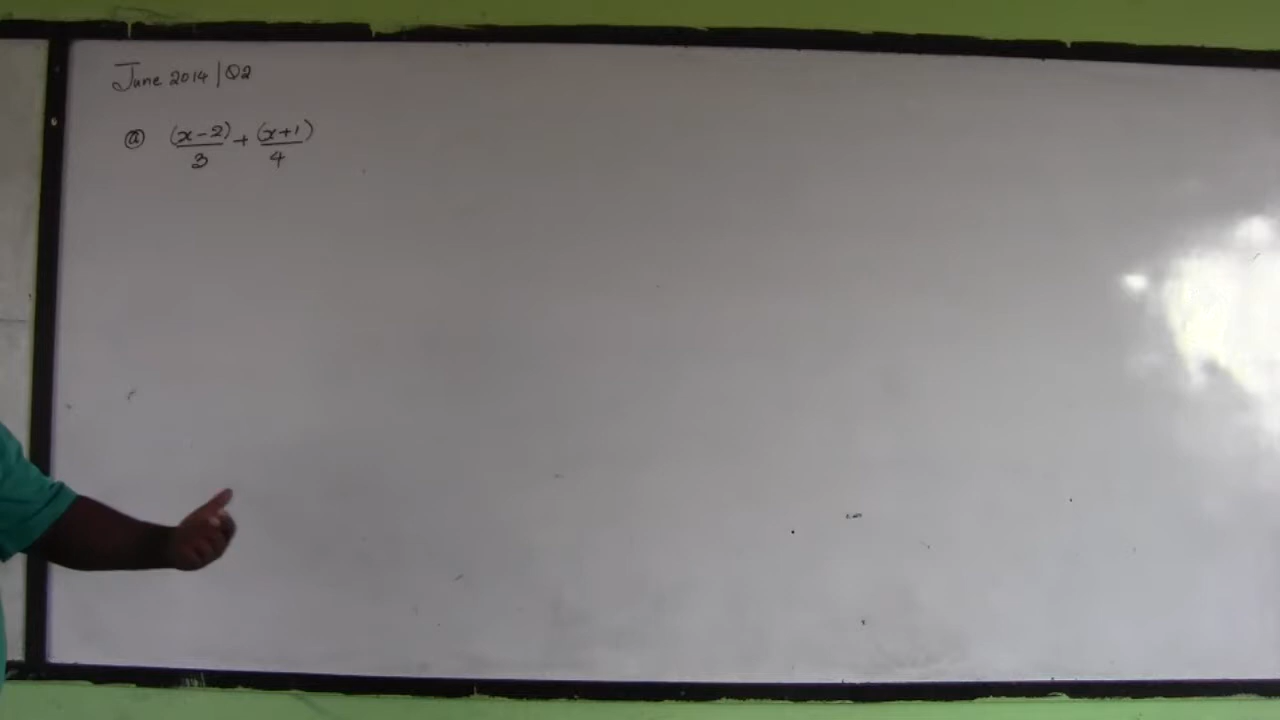 June 2014 | Q2
ⓐ (x-2)/3 + (x+1)/4